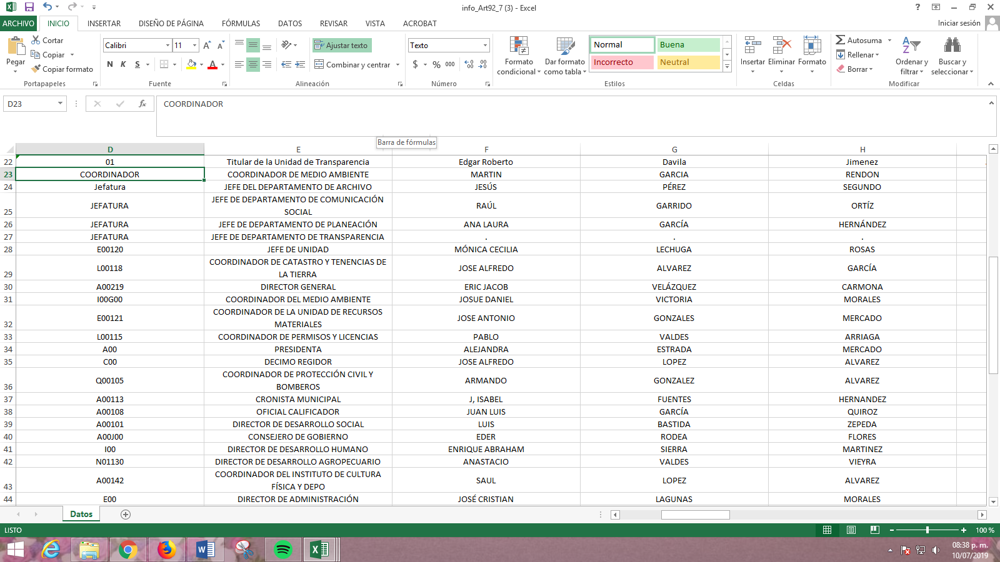 info_Art92_7 (3) - Excel
?
ARCHIVO INICIO INSERTAR DISEÑO DE PÁGINA FÓRMULAS DATOS REVISAR VISTA ACROBAT Iniciar sesión
Pegar
Cortar
Copiar
Copiar formato
Portapapeles
Calibri 11
N K S
Fuente
Ajustar texto
Combinar y centrar
Alineación
Texto
$ % 000
Número
Formato condicional
Dar formato como tabla
Normal Buena
Incorrecto Neutral
Estilos
Insertar Eliminar Formato
Celdas
Autosuma
Rellenar
Borrar
Ordenar y filtrar
Buscar y seleccionar
Modificar
D23 fx COORDINADOR
Barra de fórmulas
D E F G H
22 01 Titular de la Unidad de Transparencia Edgar Roberto Davila Jimenez
23 COORDINADOR COORDINADOR DE MEDIO AMBIENTE MARTIN GARCIA RENDON
24 Jefatura JEFE DEL DEPARTAMENTO DE ARCHIVO JESÚS PÉREZ SEGUNDO
25 JEFATURA JEFE DE DEPARTAMENTO DE COMUNICACIÓN SOCIAL RAÚL GARRIDO ORTÍZ
26 JEFATURA JEFE DE DEPARTAMENTO DE PLANEACIÓN ANA LAURA GARCÍA HERNÁNDEZ
27 JEFATURA JEFE DE DEPARTAMENTO DE TRANSPARENCIA . . .
28 E00120 JEFE DE UNIDAD MÓNICA CECILIA LECHUGA ROSAS
29 L00118 COORDINADOR DE CATASTRO Y TENENCIAS DE LA TIERRA JOSE ALFREDO ALVAREZ GARCÍA
30 A00219 DIRECTOR GENERAL ERIC JACOB VELÁZQUEZ CARMONA
31 I00G00 COORDINADOR DEL MEDIO AMBIENTE JOSUE DANIEL VICTORIA MORALES
32 E00121 COORDINADOR DE LA UNIDAD DE RECURSOS MATERIALES JOSE ANTONIO GONZALES MERCADO
33 L00115 COORDINADOR DE PERMISOS Y LICENCIAS PABLO VALDES ARRIAGA
34 A00 PRESIDENTA ALEJANDRA ESTRADA MERCADO
35 C00 DECIMO REGIDOR JOSE ALFREDO LOPEZ ALVAREZ
36 Q00105 COORDINADOR DE PROTECCIÓN CIVIL Y BOMBEROS ARMANDO GONZALEZ ALVAREZ
37 A00113 CRONISTA MUNICIPAL J, ISABEL FUENTES HERNANDEZ
38 A00108 OFICIAL CALIFICADOR JUAN LUIS GARCÍA QUIROZ
39 A00101 DIRECTOR DE DESARROLLO SOCIAL LUIS BASTIDA ZEPEDA
40 A00J00 CONSEJERO DE GOBIERNO EDER RODEA FLORES
41 I00 DIRECTOR DE DESARROLLO HUMANO ENRIQUE ABRAHAM SIERRA MARTINEZ
42 N01130 DIRECTOR DE DESARROLLO AGROPECUARIO ANASTACIO VALDES VIEYRA
43 A00142 COORDINADOR DEL INSTITUTO DE CULTURA FÍSICA Y DEPO SAUL LOPEZ ALVAREZ
44 E00 DIRECTOR DE ADMINISTRACIÓN JOSÉ CRISTIAN LAGUNAS MORALES
Datos
LISTO 100 %
08:38 p. m.
10/07/2019